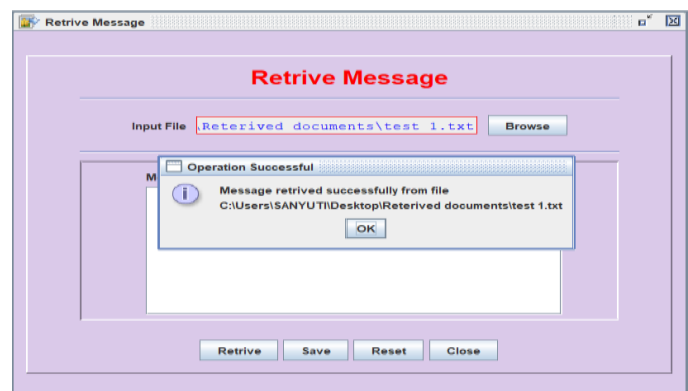 Retrive Message
Retrive Message
Input File \Reterived documents\test 1.txt Browse
Operation Successful
M
Message retrived successfully from file
C:\Users\SANYUTI\Desktop\Reterived documents\test 1.txt
OK
Retrive Save Reset Close